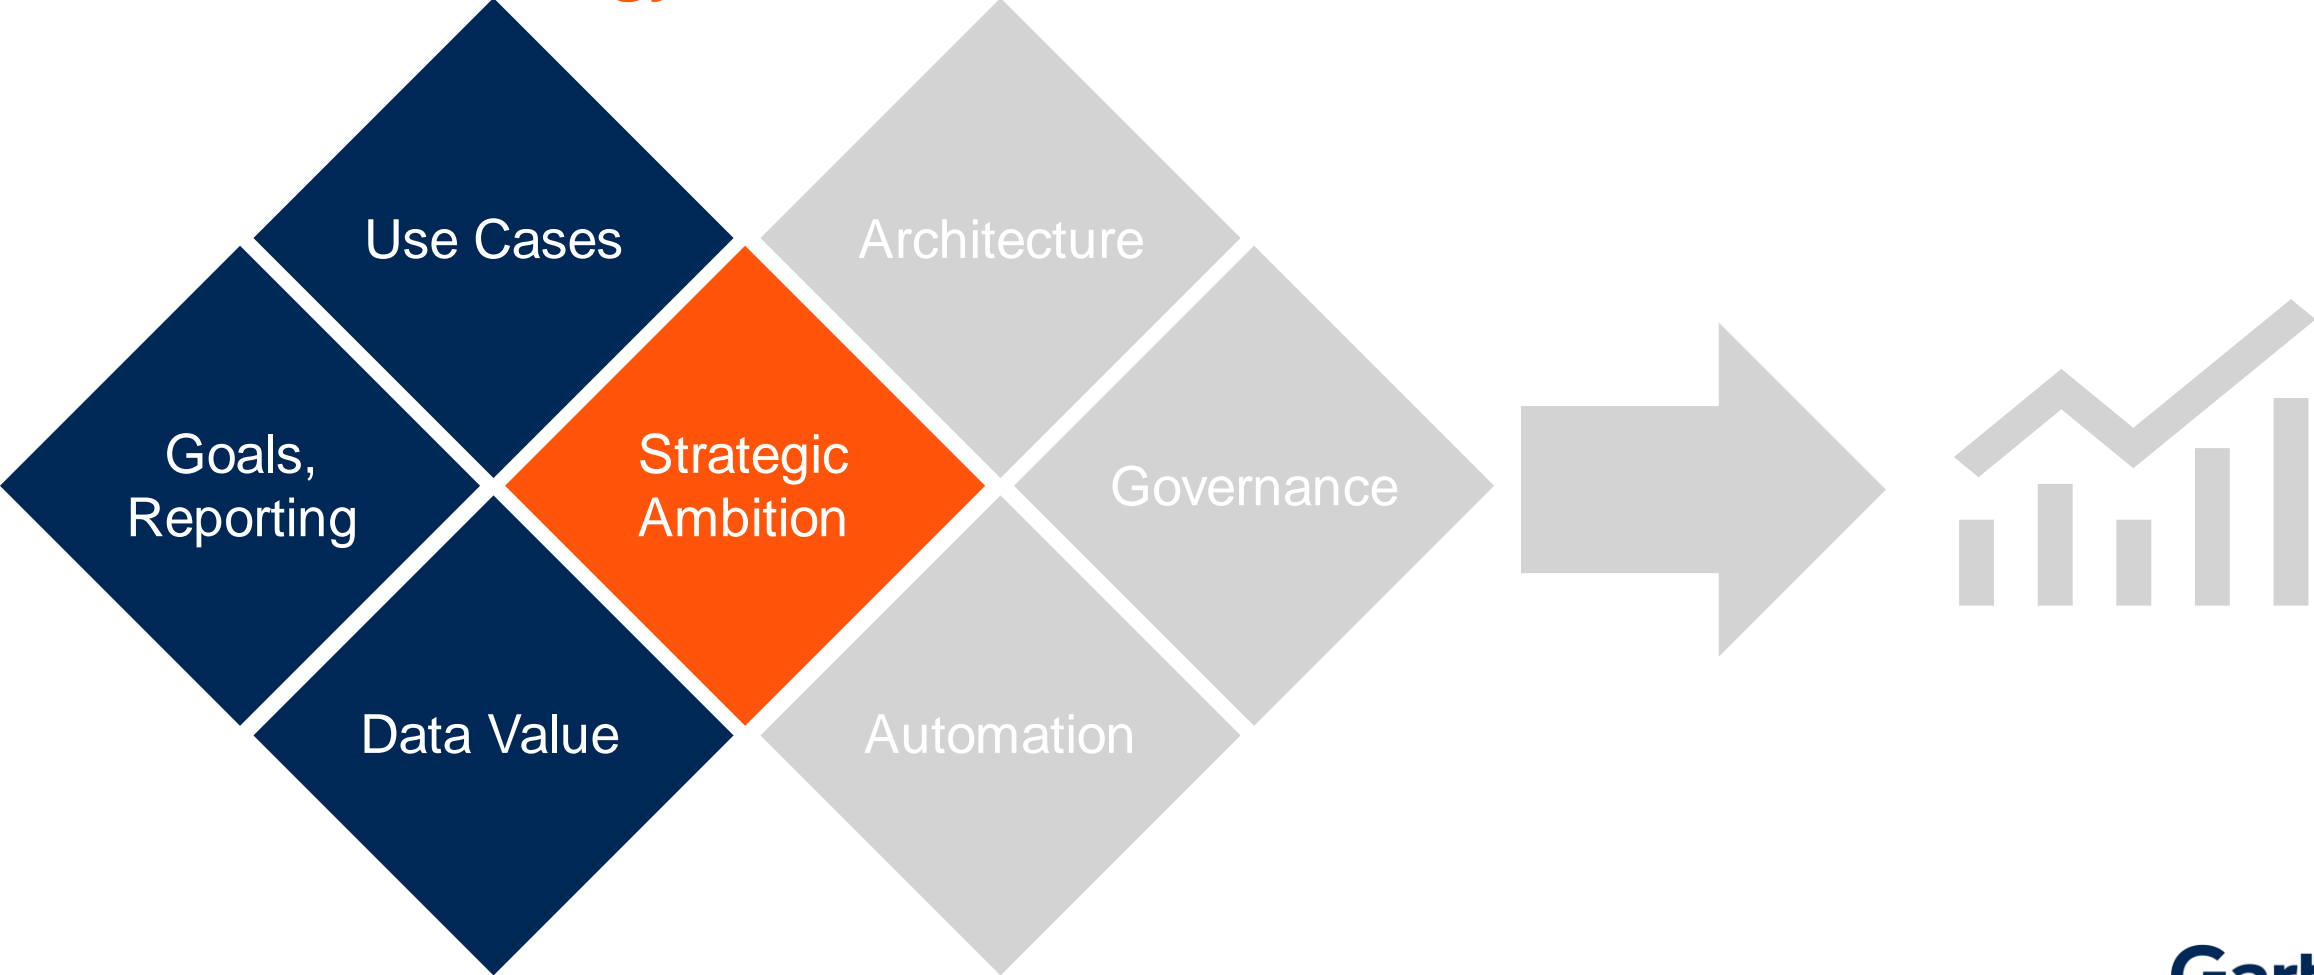 Use Cases
Architecture
Goals,
Reporting
Strategic
Ambition
Governance
Data Value
Automation